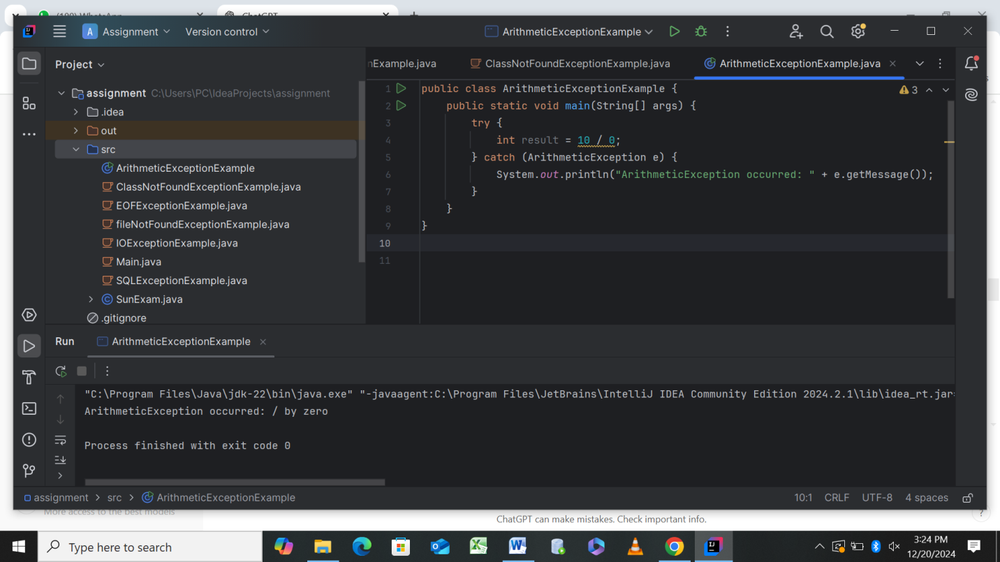 (199) WhatsApp
ChatGPT
A Assignment
Version control
ArithmeticExceptionExample
Project
nExample.java
ClassNotFoundExceptionExample.java
ArithmeticExceptionExample.java
assignment C:\Users\PC\IdeaProjects\assignment
.idea
out
src
ArithmeticExceptionExample
ClassNotFoundExceptionExample.java
EOFExceptionExample.java
fileNotFoundExceptionExample.java
IOExceptionExample.java
Main.java
SQLExceptionExample.java
SunExam.java
.gitignore
3
1 public class ArithmeticExceptionExample {
2 public static void main(String[] args) {
3 try {
4 int result = 10 / 0;
5 } catch (ArithmeticException e) {
6 System.out.println("ArithmeticException occurred: " + e.getMessage());
7 }
8 }
9 }
10
11
Run
ArithmeticExceptionExample
"C:\Program Files\Java\jdk-22\bin\java.exe" "-javaagent:C:\Program Files\JetBrains\IntelliJ IDEA Community Edition 2024.2.1\lib\idea_rt.jar=
ArithmeticException occurred: / by zero
Process finished with exit code 0
assignment > src > ArithmeticExceptionExample
10:1 CRLF UTF-8 4 spaces
More access to the best models
ChatGPT can make mistakes. Check important info.
?
Type here to search
3:24 PM
12/20/2024